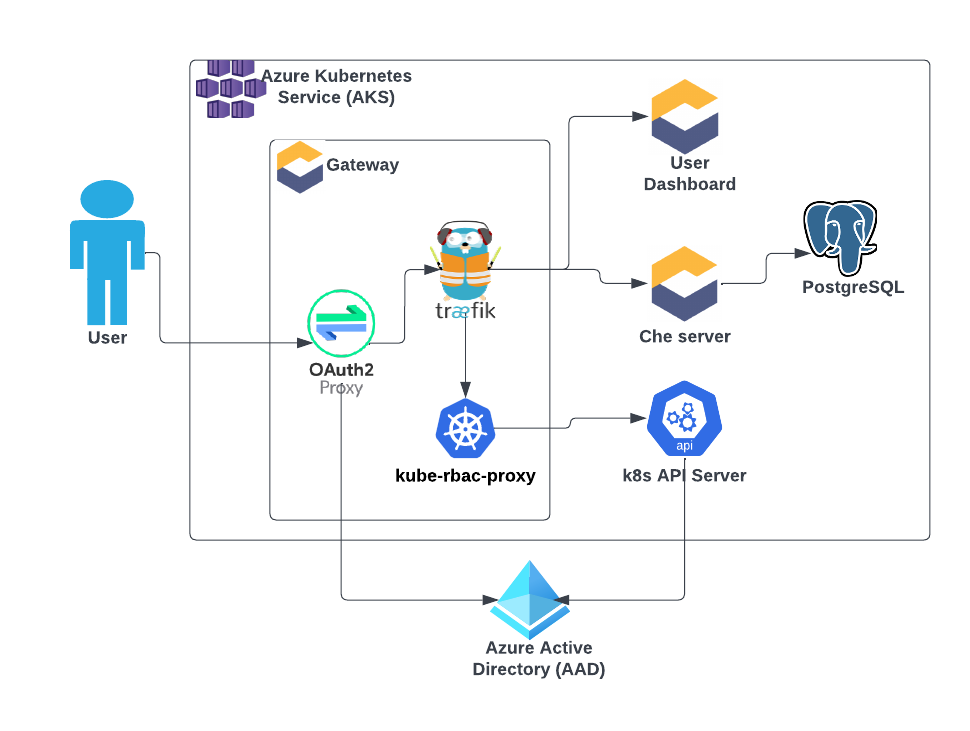 Azure Kubernetes
Service (AKS)
Gateway
User
Dashboard
User
træfik
PostgreSQL
Che server
OAuth2
Proxy
kube-rbac-proxy
api
k8s API Server
Azure Active
Directory (AAD)